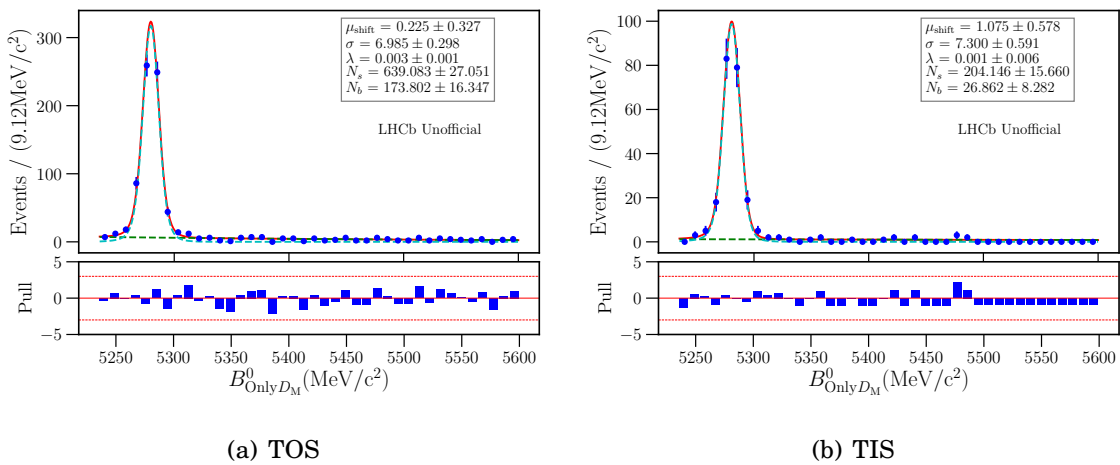 μshift = 0.225 ± 0.327
σ = 6.985 ± 0.298
λ = 0.003 ± 0.001
Ns = 639.083 ± 27.051
Nb = 173.802 ± 16.347
LHCb Unofficial
Events / (9.12MeV/c²)
300
200
100
0
Pull
5
0
−5
5250 5300 5350 5400 5450 5500 5550 5600
B⁰OnlyDM(MeV/c²)
(a) TOS
μshift = 1.075 ± 0.578
σ = 7.300 ± 0.591
λ = 0.001 ± 0.006
Ns = 204.146 ± 15.660
Nb = 26.862 ± 8.282
LHCb Unofficial
Events / (9.12MeV/c²)
100
80
60
40
20
0
Pull
5
0
−5
5250 5300 5350 5400 5450 5500 5550 5600
B⁰OnlyDM(MeV/c²)
(b) TIS